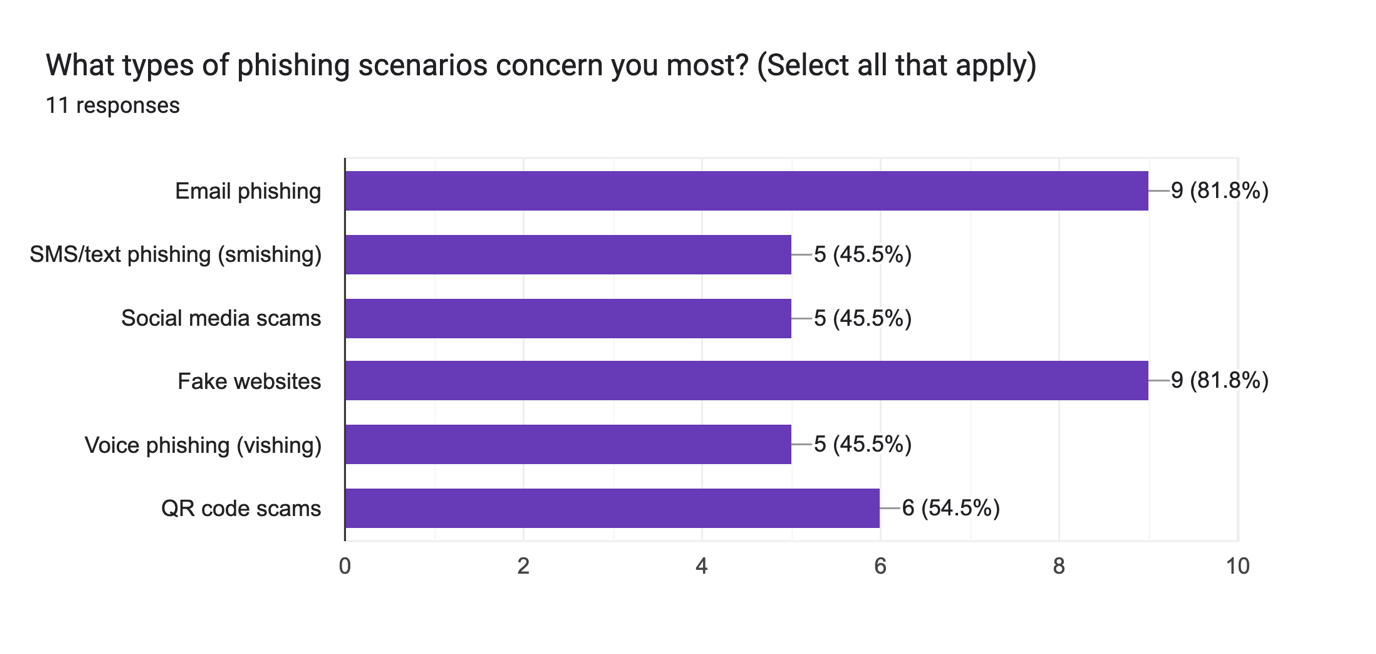 What types of phishing scenarios concern you most? (Select all that apply)
11 responses
Email phishing 9 (81.8%)
SMS/text phishing (smishing) 5 (45.5%)
Social media scams 5 (45.5%)
Fake websites 9 (81.8%)
Voice phishing (vishing) 5 (45.5%)
QR code scams 6 (54.5%)
0 2 4 6 8 10